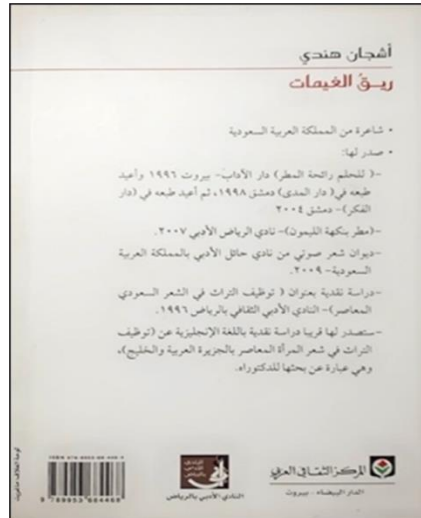 أشجان هندي
ريـقُ الغيمات
• شاعرة من المملكة العربية السعودية
• صدر لها:
-( للحلم رائحة المطر) دار الآداب- بيروت ١٩٩٦ وأعيد
طبعه في( دار المدى) دمشق ١٩٩٨، ثم أعيد طبعه في (دار
الفكر)- دمشق ٢٠٠٤
-(مطر بنكهة الليمون)- نادي الرياض الأدبي ٢٠٠٧.
-ديوان شعر صوتي من نادي حائل الأدبي بالمملكة العربية
السعودية- ٢٠٠٩.
-دراسة نقدية بعنوان ( توظيف التراث في الشعر السعودي
المعاصر)- النادي الأدبي الثقافي بالرياض ١٩٩٦.
-ستصدر لها قريبا دراسة نقدية باللغة الإنجليزية عن (توظيف
التراث في شعر المرأة المعاصر بالجزيرة العربية والخليج)،
وهي عبارة عن بحثها للدكتوراه.
المركز الثقافي العربي
الدار البيضاء - بيروت
النادي الأدبي بالرياض